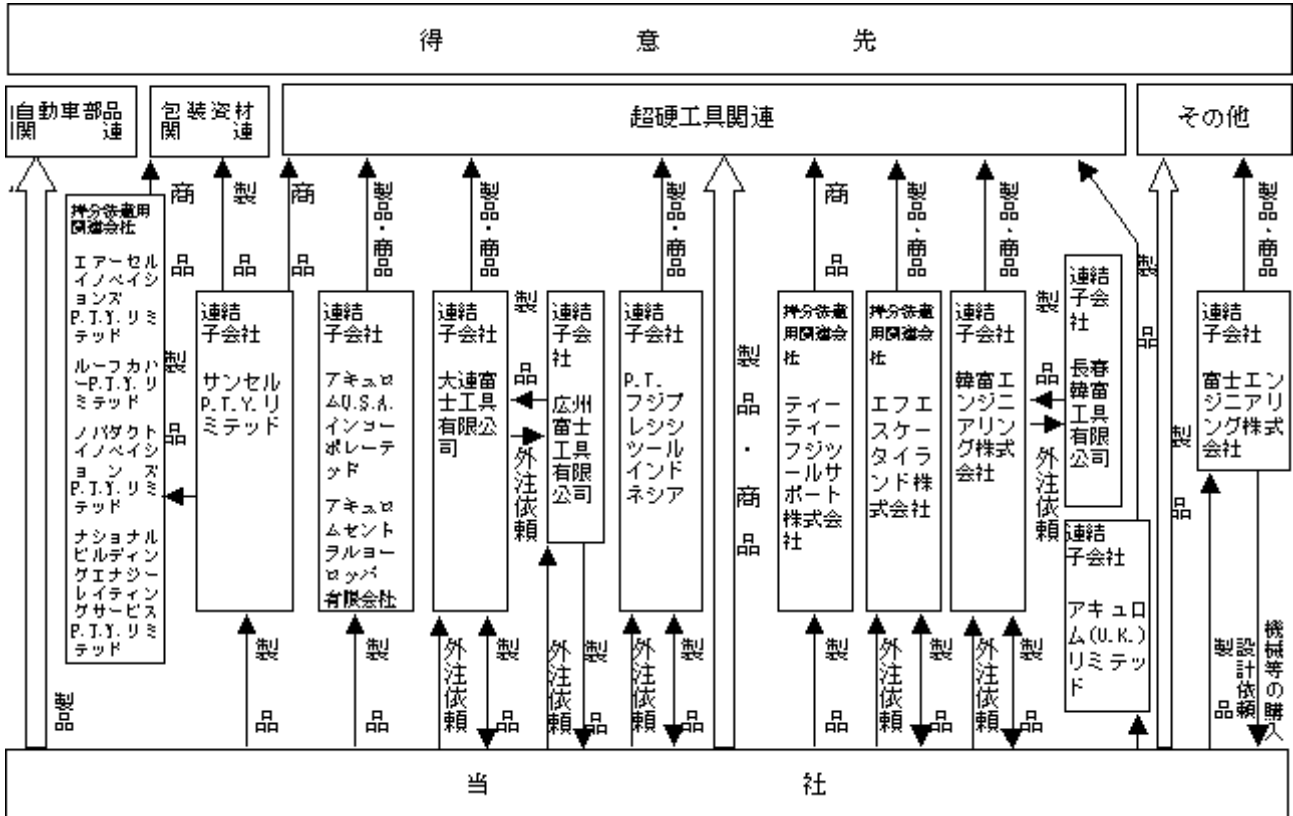 得意先
自動車部品
関連
包装資材
関連
超硬工具関連
その他
持分法適用
関連会社
エアーセル
イノベイシ
ョンズ
P.T.Y.リミ
テッド
ルーフカバ
ーP.T.Y.リ
ミテッド
ノバダクト
イノベイシ
ョンズ
P.T.Y.リミ
テッド
ナショナル
ビルディン
グエナジー
レイティン
グサービス
P.T.Y.リミ
テッド
商品
製品
商品
製品・商品
製品・商品
製品・商品
製品・商品
商品
製品・商品
製品・商品
製品
製品
製品・商品
連結
子会社
サンセル
P.T.Y.リ
ミテッド
製品
連結
子会社
アキュロ
ムU.S.A.
インコー
ポレーテ
ッド
アキュロ
ムセント
ラルヨー
ロッパ
有限会社
連結
子会社
大連富
士工具
有限公
司
製品
外注依頼
連結
子会
社
広州
富士
工具
有限
公司
連結
子会社
P.T.
フジプ
レシシ
ツール
インド
ネシア
持分法適
用関連会
社
ティー
ティー
フジツ
ールサ
ポート
株式会
社
持分法適
用関連会
社
エフエ
スケー
タイラ
ンド株
式会社
連結
子会社
韓富エ
ンジニ
アリン
グ株式
会社
製品
外注依頼
連結
子会
社
長春
韓富
工具
有限
公司
連結
子会社
アキュロ
ム(U.K.)
リミテッ
ド
連結
子会社
富士エン
ジニアリ
ング株式
会社
製品
製品
製品
外注依頼
製品
外注依頼
製品
外注依頼
製品
製品
外注依頼
製品
外注依頼
製品
製品
設計依頼
機械等の購入
当社